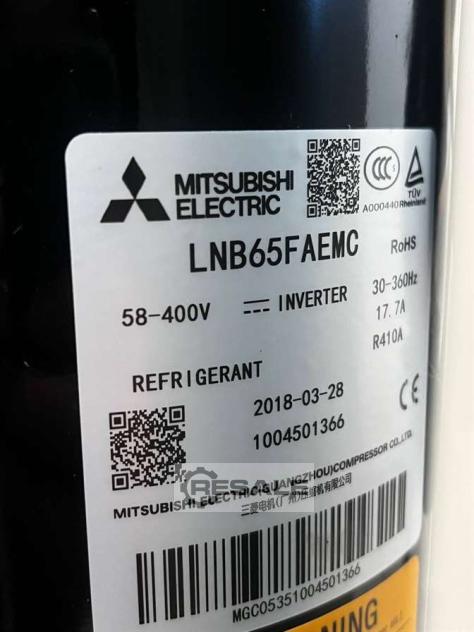 MITSUBISHI
ELECTRIC
CCC
S
TÜV
Rheinland
A000440
LNB65FAEMC
RoHS
58-400V
INVERTER
30-360Hz
17.7A
R410A
REFRIGERANT
2018-03-28
1004501366
CE
RESALE
MITSUBISHI ELECTRIC(GUANGZHOU)COMPRESSOR CO.,LTD.
三菱电机(广州)压缩机有限公司
MGC05351004501366
NING